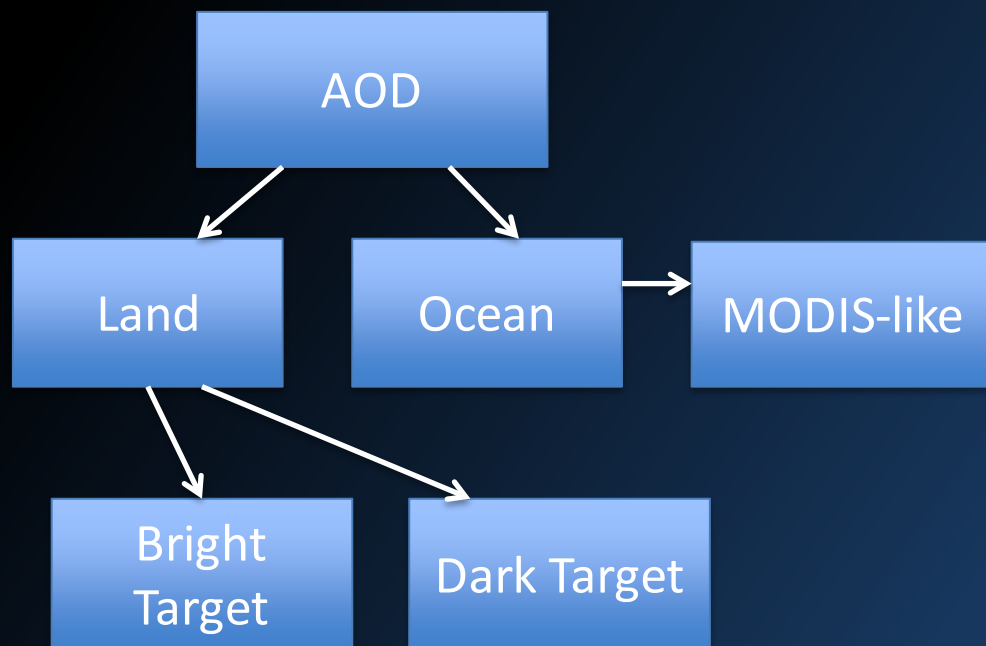 AOD
Land
Ocean
MODIS-like
Bright
Target
Dark Target